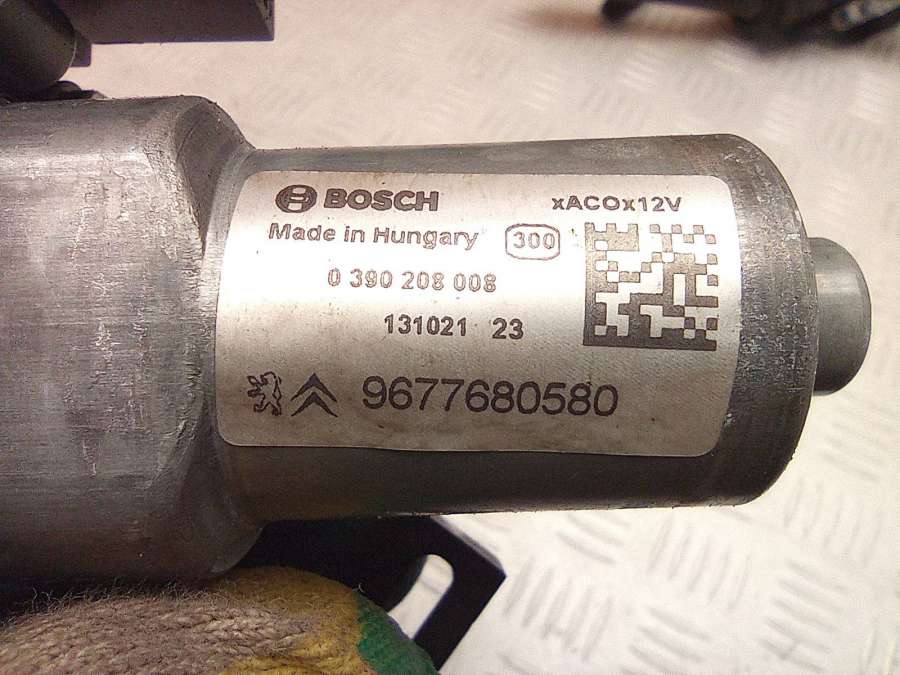 BOSCH xACOx12V
Made in Hungary 300
0 390 208 008
131021 23
9677680580